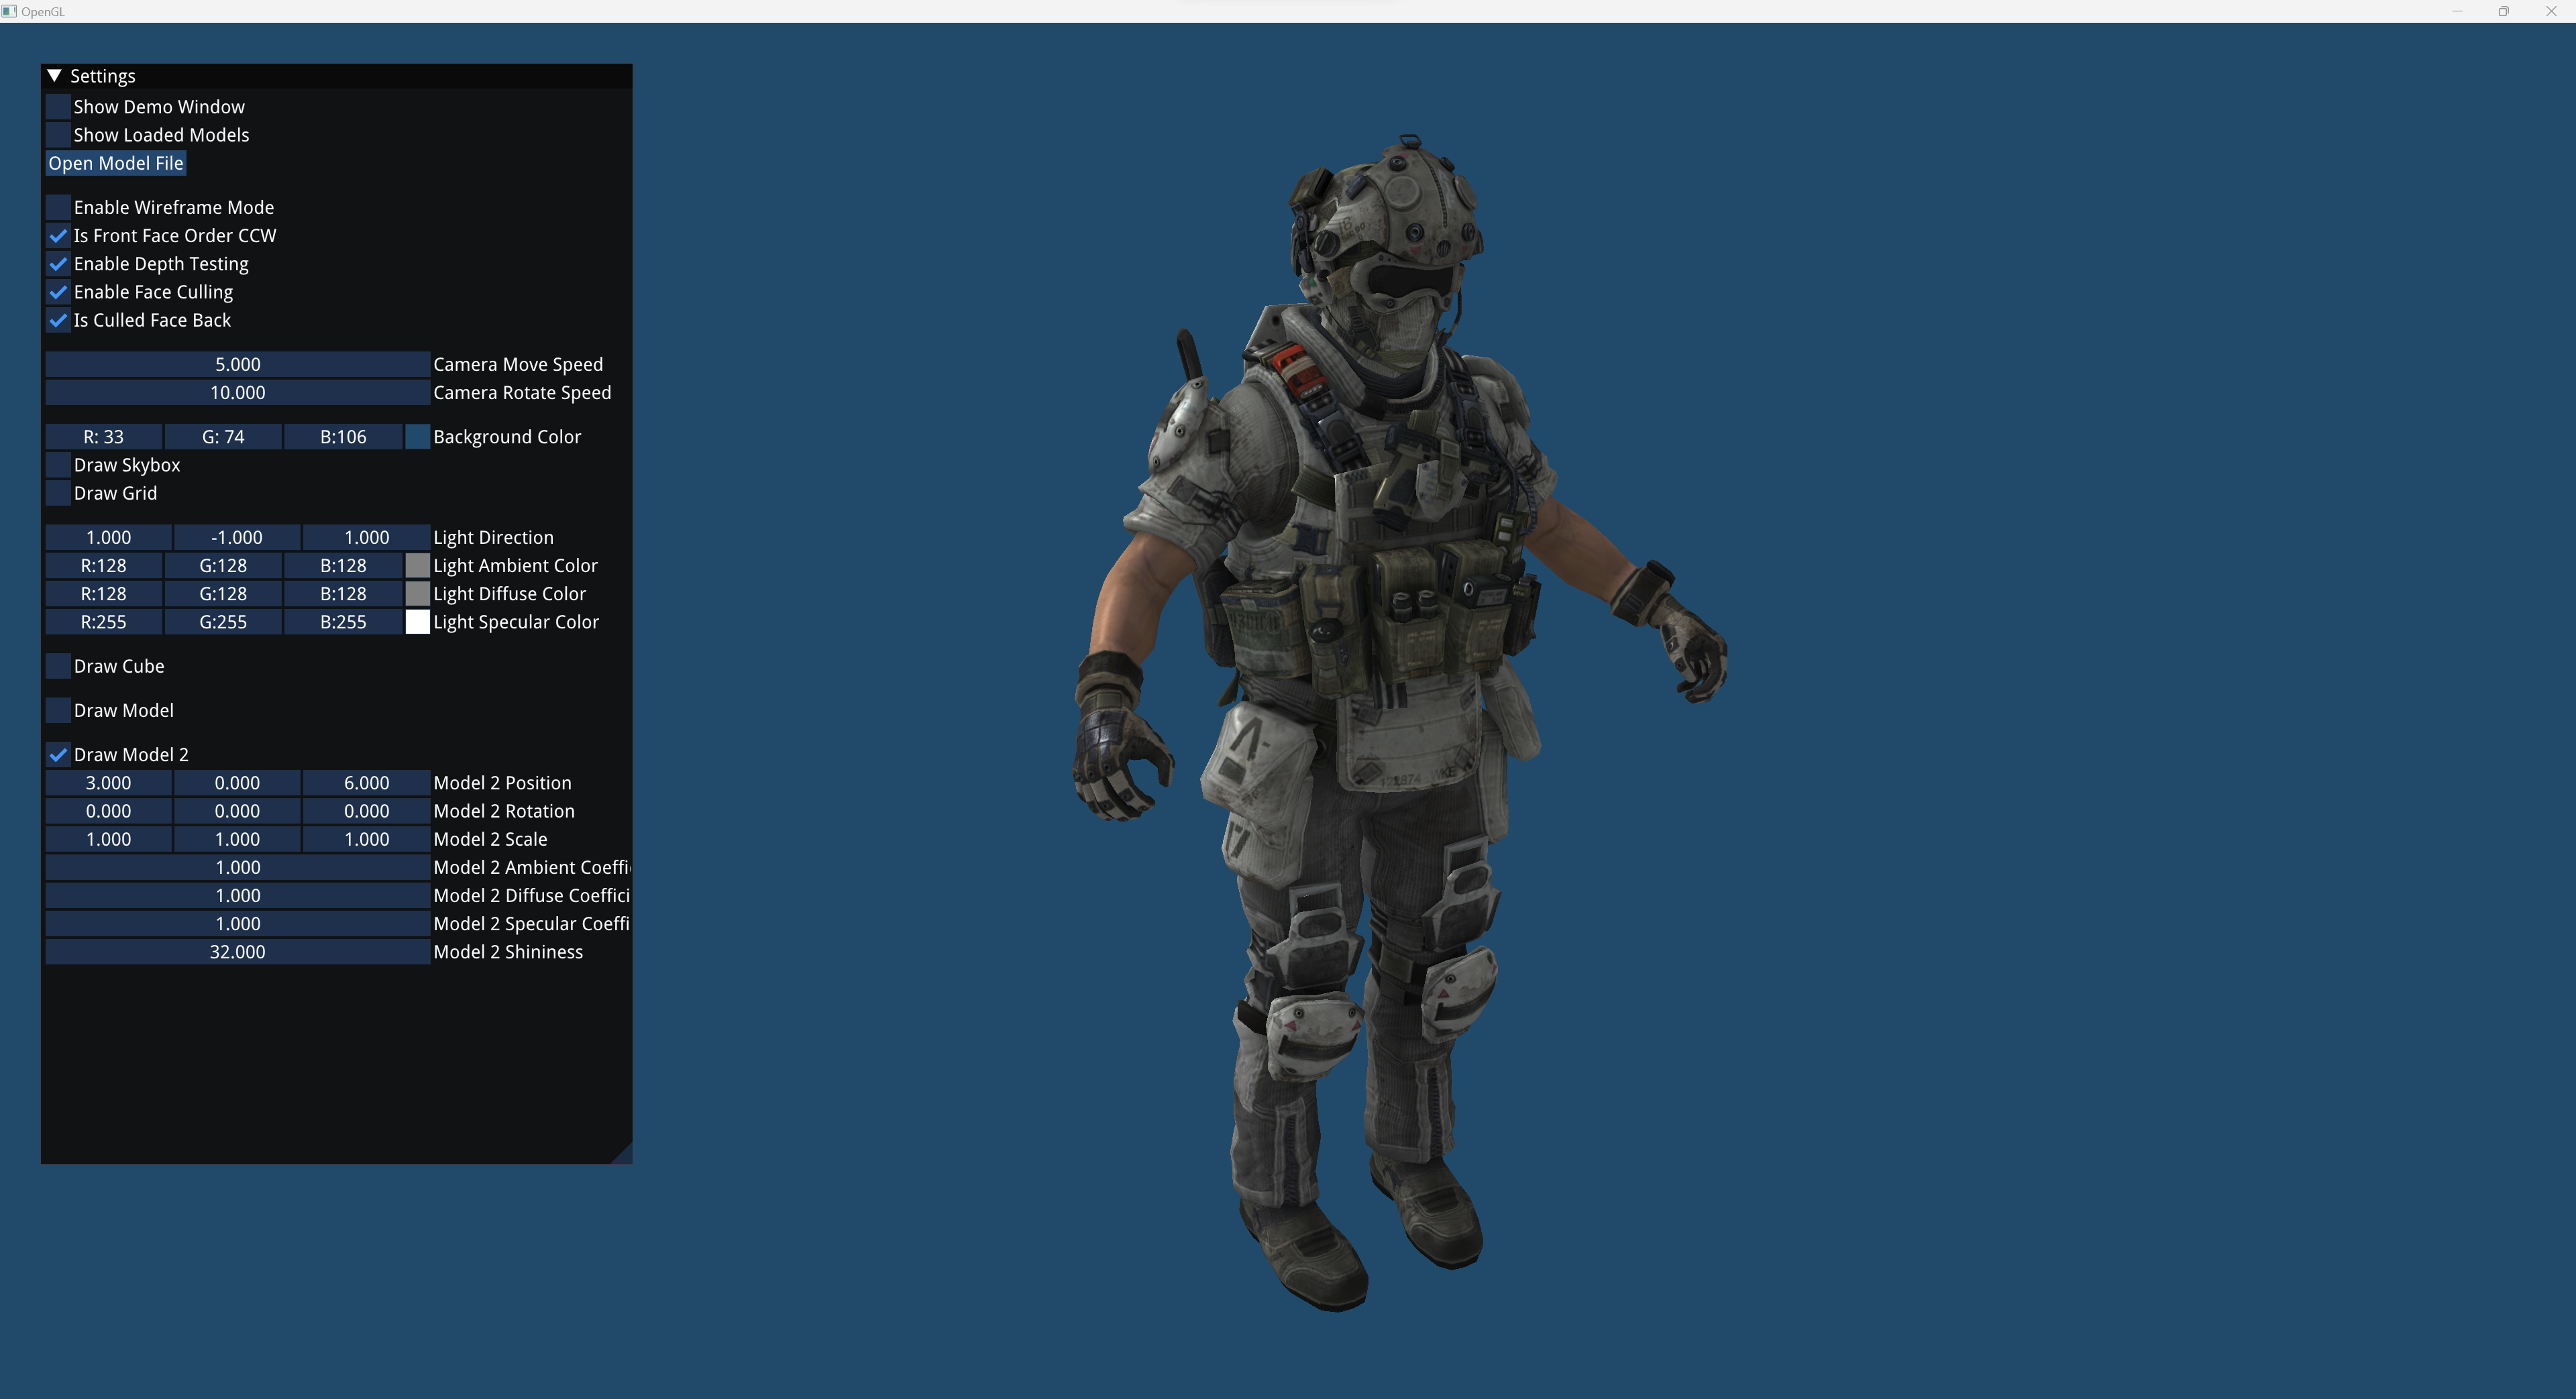 OpenGL
Settings
Show Demo Window
Show Loaded Models
Open Model File
Enable Wireframe Mode
Is Front Face Order CCW
Enable Depth Testing
Enable Face Culling
Is Culled Face Back
5.000 Camera Move Speed
10.000 Camera Rotate Speed
R: 33 G: 74 B:106 Background Color
Draw Skybox
Draw Grid
1.000 -1.000 1.000 Light Direction
R:128 G:128 B:128 Light Ambient Color
R:128 G:128 B:128 Light Diffuse Color
R:255 G:255 B:255 Light Specular Color
Draw Cube
Draw Model
Draw Model 2
3.000 0.000 6.000 Model 2 Position
0.000 0.000 0.000 Model 2 Rotation
1.000 1.000 1.000 Model 2 Scale
1.000 Model 2 Ambient Coeffi
1.000 Model 2 Diffuse Coeffici
1.000 Model 2 Specular Coeffi
32.000 Model 2 Shininess